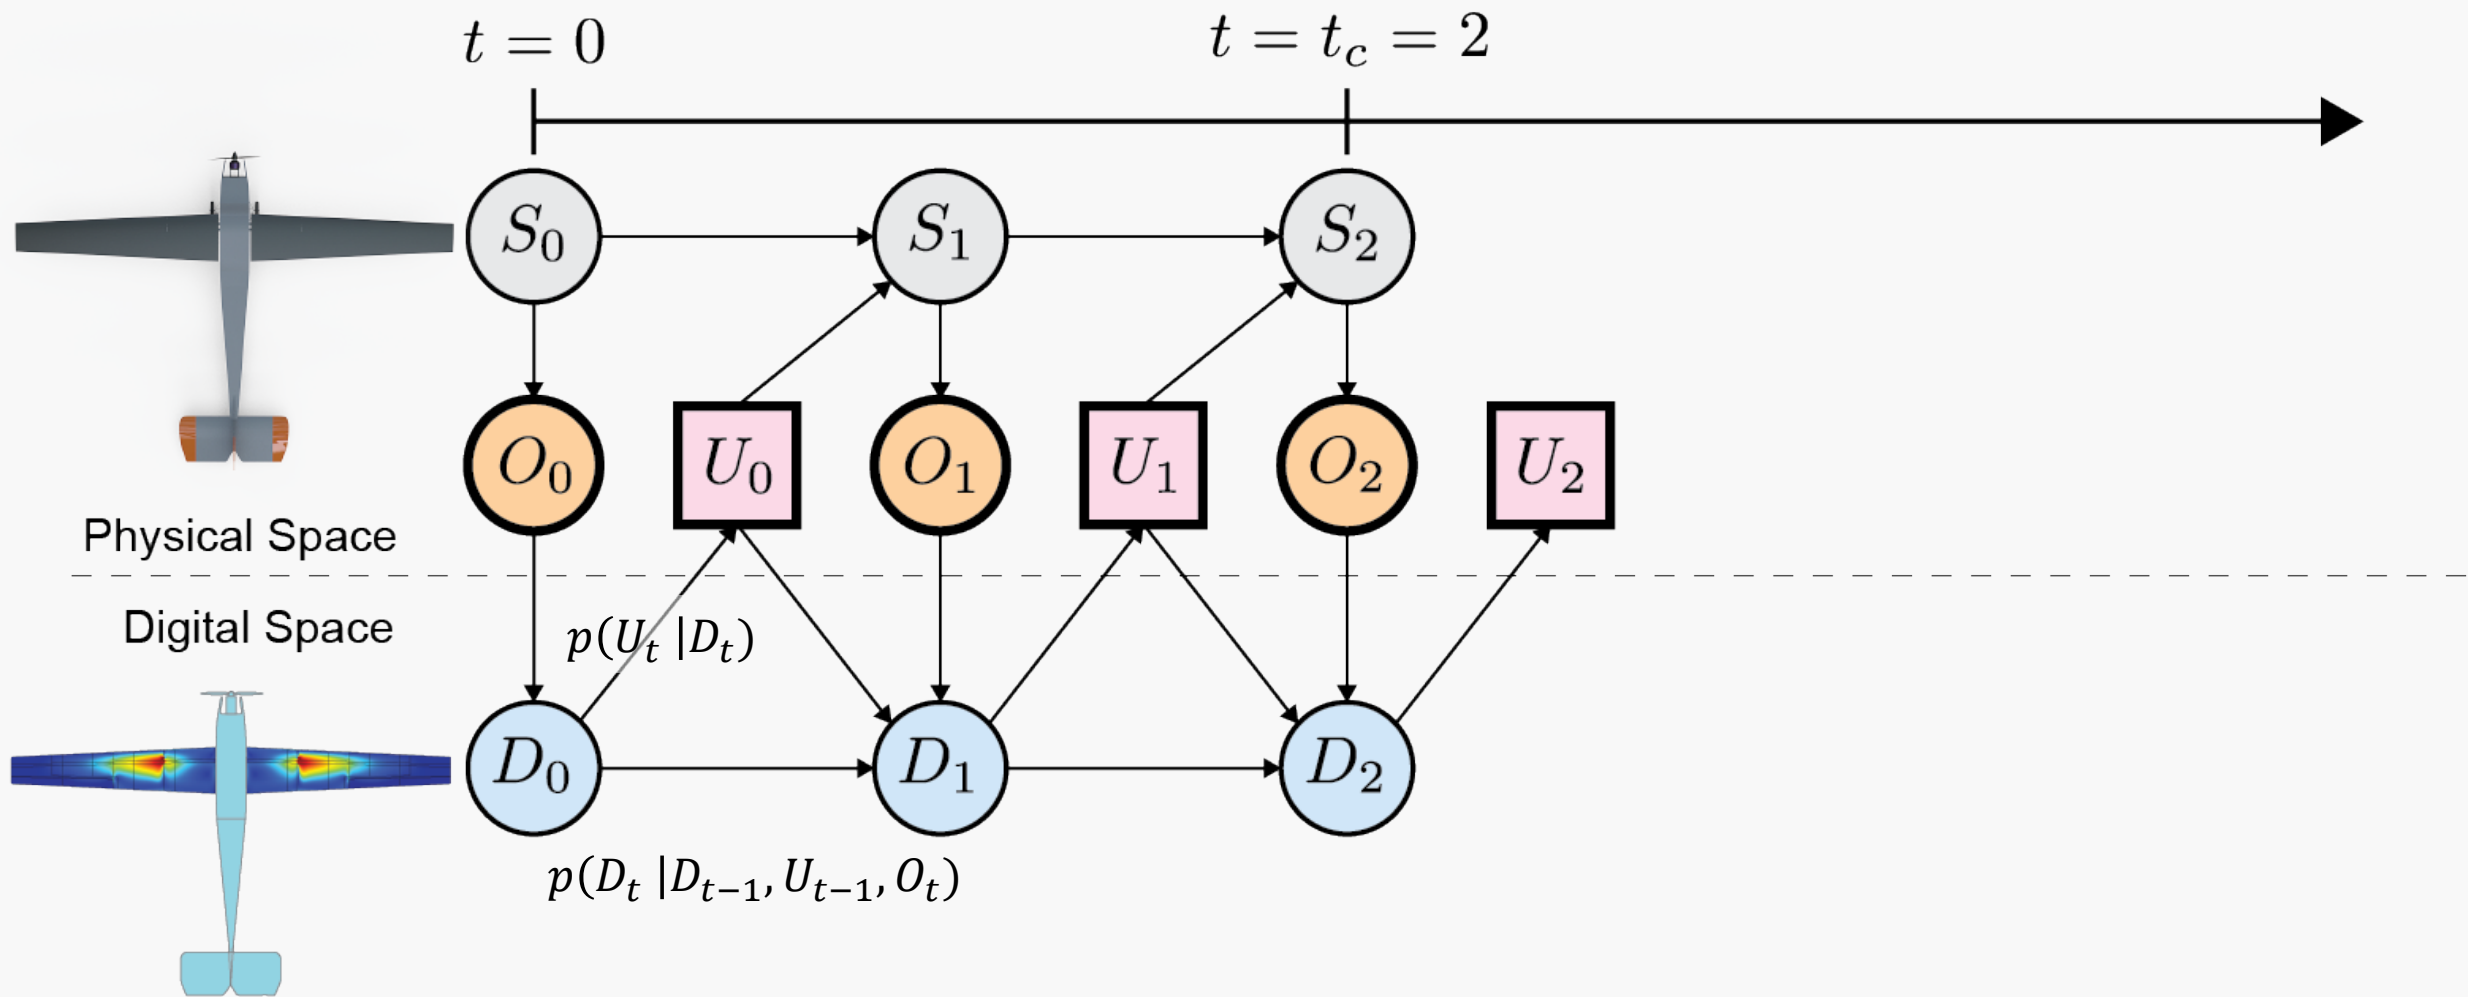 t = 0
t = t_c = 2
S_0
S_1
S_2
O_0
U_0
O_1
U_1
O_2
U_2
Physical Space
Digital Space
p(U_t |D_t)
D_0
D_1
D_2
p(D_t |D_{t−1}, U_{t−1}, O_t)